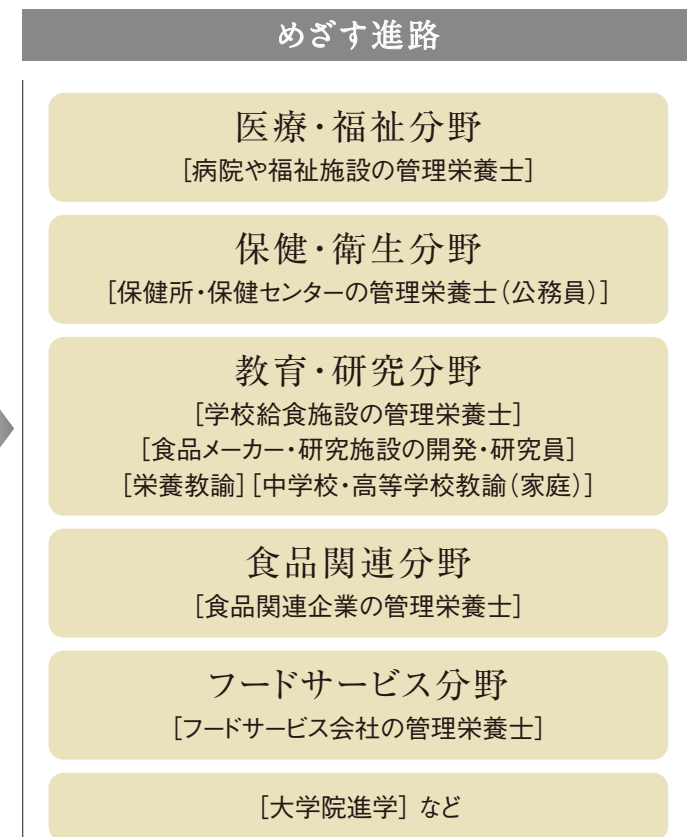 めざす進路
医療・福祉分野
［病院や福祉施設の管理栄養士］
保健・衛生分野
［保健所・保健センターの管理栄養士（公務員）］
教育・研究分野
［学校給食施設の管理栄養士］
［食品メーカー・研究施設の開発・研究員］
［栄養教諭］［中学校・高等学校教諭（家庭）］
食品関連分野
［食品関連企業の管理栄養士］
フードサービス分野
［フードサービス会社の管理栄養士］
［大学院進学］ など